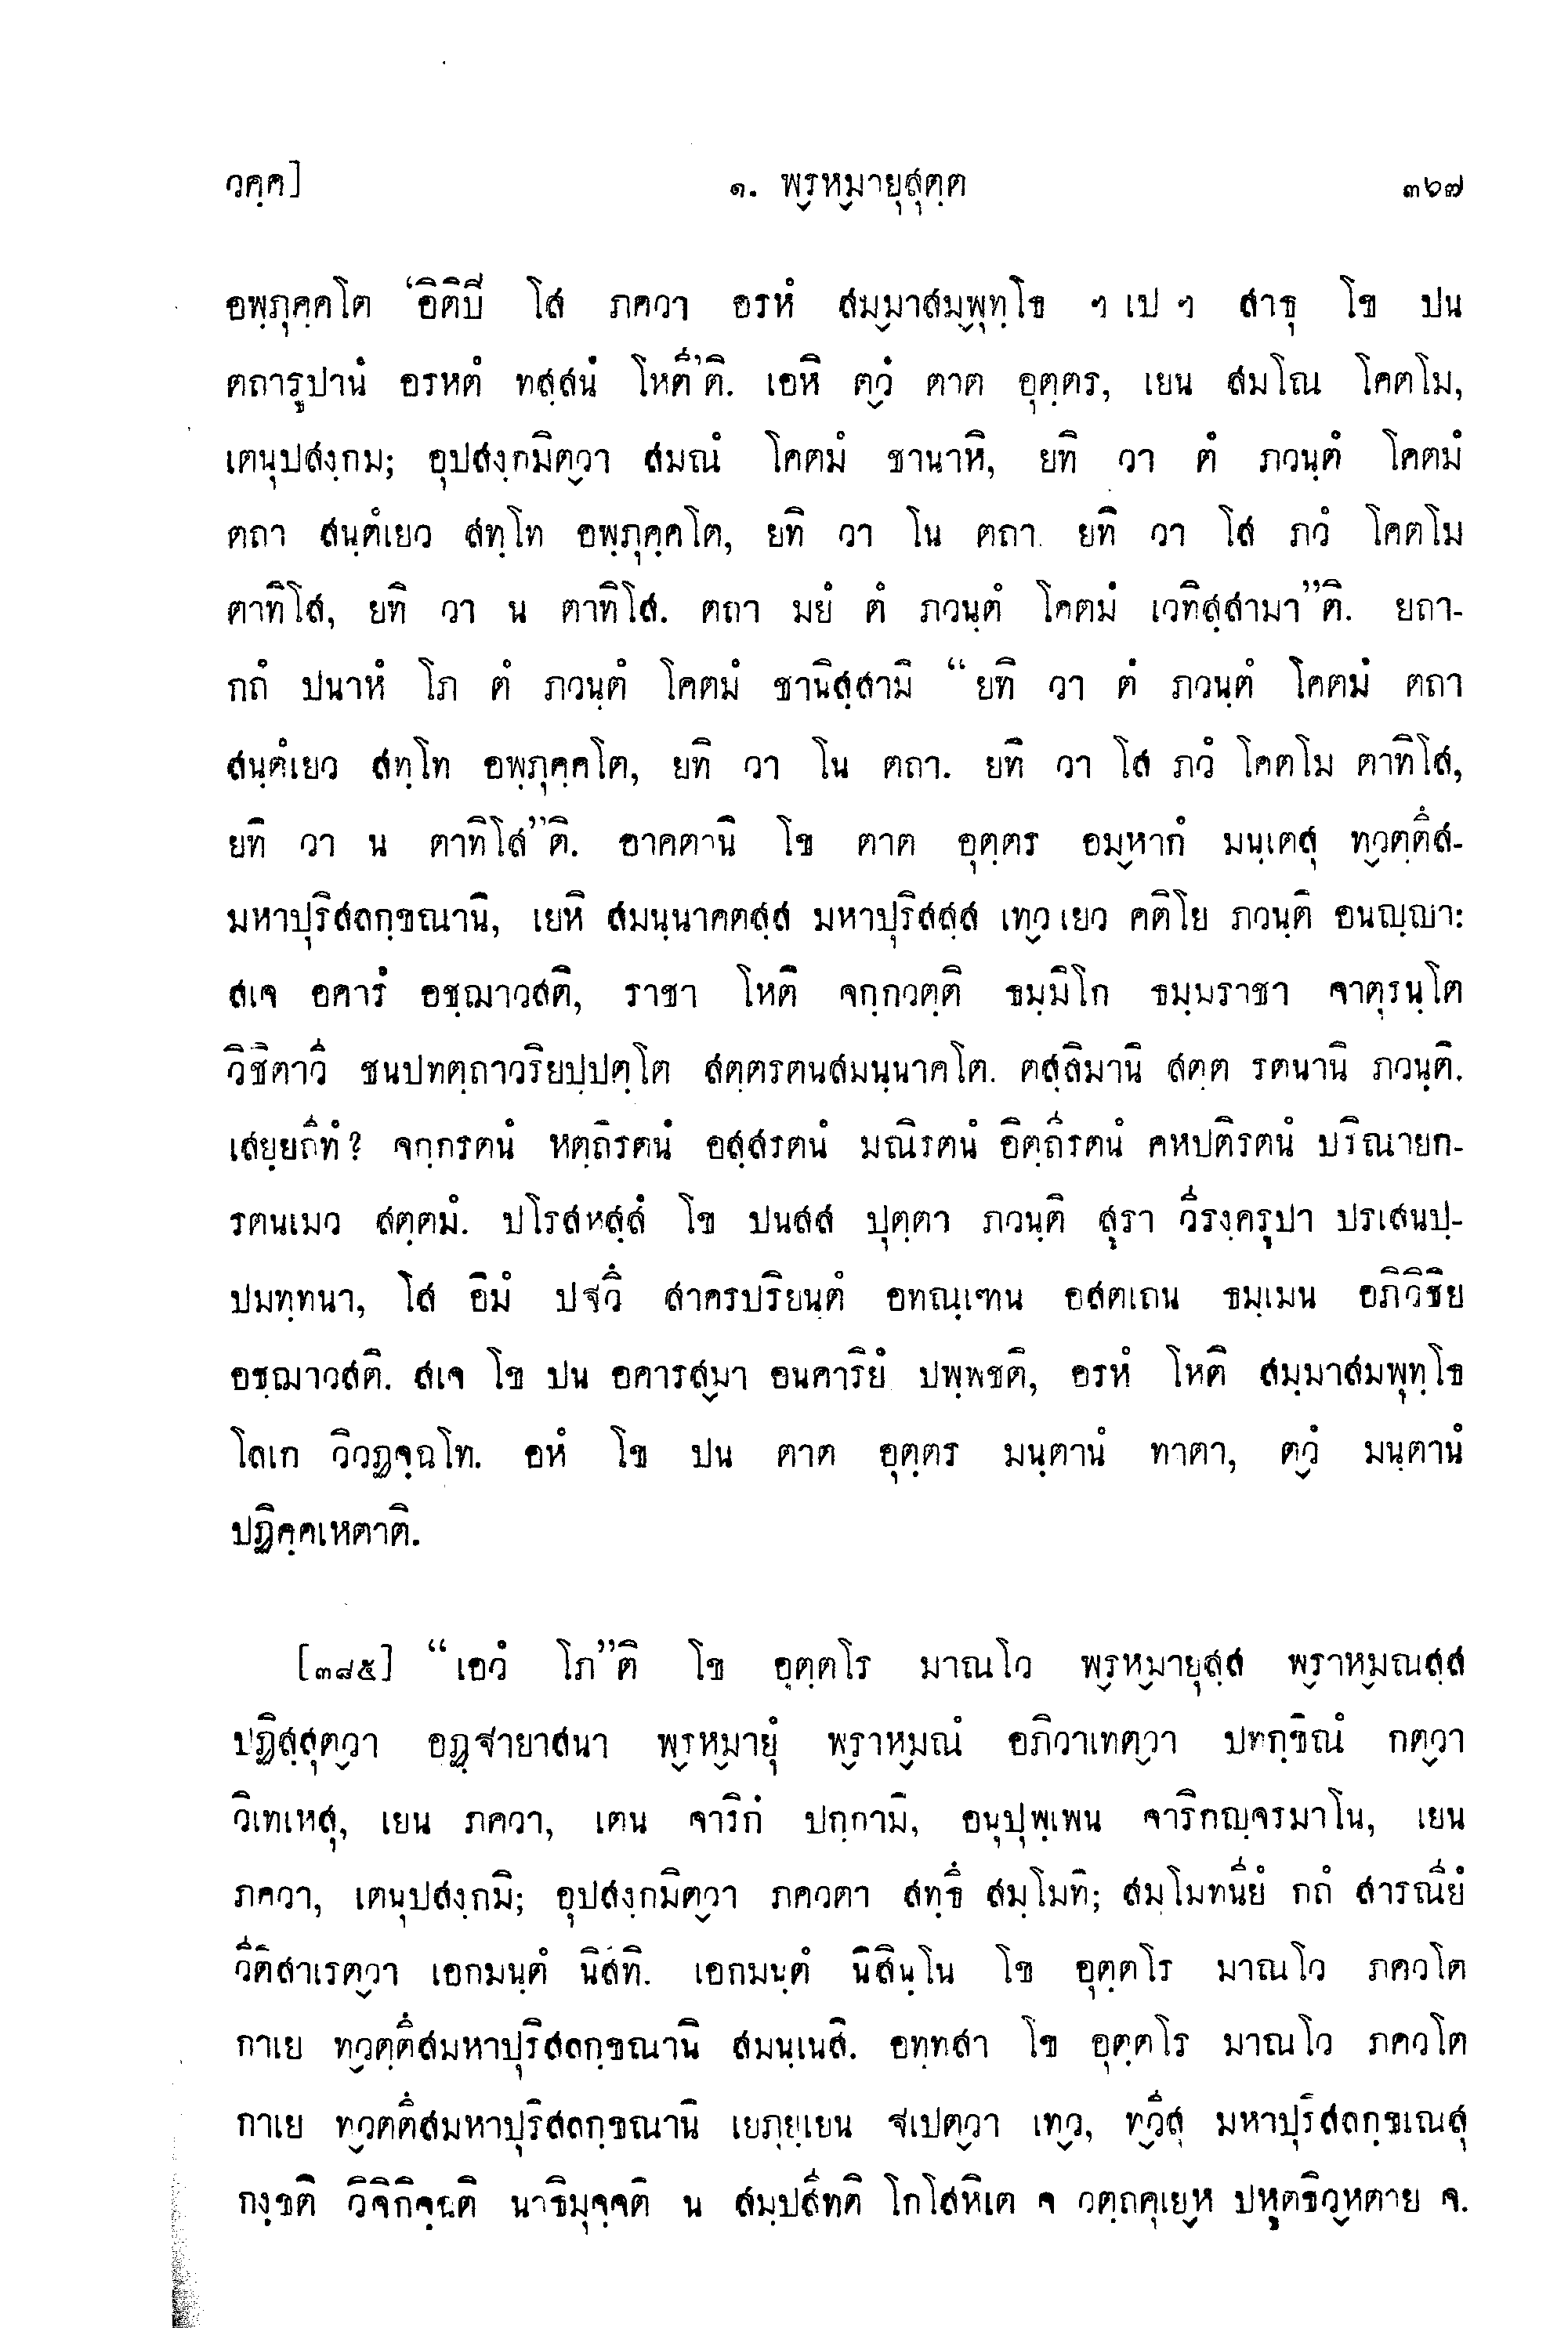 วคฺค]
๑. พฺรหฺมายุสุตฺต
๓๖๗
อพฺภุคฺคโต ‘อิติปิ โส ภควา อรหํ สมฺมาสมฺพุทฺโธ ฯ เป ฯ สาธุ โข ปน
ตถารูปานํ อรหตํ ทสฺสนํ โหตี’ติ. เอหิ ตฺวํ ตาต อุตฺตร, เยน สมโณ โคตโม,
เตนุปสงฺกม; อุปสงฺกมิตฺวา สมณํ โคตมํ ชานาหิ, ยทิ วา ตํ ภวนฺตํ โคตมํ
ตถา สนฺตํเยว สทฺโท อพฺภุคฺคโต, ยทิ วา โน ตถา. ยทิ วา โส ภวํ โคตโม
ตาทิโส, ยทิ วา น ตาทิโส. ตถา มยํ ตํ ภวนฺตํ โคตมํ เวทิสฺสามา”ติ. ยถา-
กถํ ปนาหํ โภ ตํ ภวนฺตํ โคตมํ ชานิสฺสามิ “ยทิ วา ตํ ภวนฺตํ โคตมํ ตถา
สนฺตํเยว สทฺโท อพฺภุคฺคโต, ยทิ วา โน ตถา. ยทิ วา โส ภวํ โคตโม ตาทิโส,
ยทิ วา น ตาทิโส”ติ. อาคตานิ โข ตาต อุตฺตร อมฺหากํ มนฺเตสุ ทฺวตฺตึส-
มหาปุริสลกฺขณานิ, เยหิ สมนฺนาคตสฺส มหาปุริสสฺส เทฺวเยว คติโย ภวนฺติ อนญฺญา:
สเจ อคารํ อชฺฌาวสติ, ราชา โหติ จกฺกวตฺติ ธมฺมิโก ธมฺมราชา จาตุรนฺโต
วิชิตาวี ชนปทตฺถาวริยปฺปตฺโต สตฺตรตนสมนฺนาคโต. ตสฺสิมานิ สตฺต รตนานิ ภวนฺติ.
เสยฺยถีทํ? จกฺกรตนํ หตฺถิรตนํ อสฺสรตนํ มณิรตนํ อิตฺถีรตนํ คหปติรตนํ ปริณายก-
รตนเมว สตฺตมํ. ปโรสหสฺสํ โข ปนสส ปุตฺตา ภวนฺติ สุรา วีรงฺครูปา ปรเสนปฺ-
ปมทฺทนา, โส อิมํ ปฐวึ สาครปริยนฺตํ อทณฺเฑน อสตเถน ธมฺเมน อภิวิชิย
อชฺฌาวสติ. สเจ โข ปน อคารสฺมา อนคาริยํ ปพฺพชติ, อรหํ โหติ สมฺมาสมพุทฺโธ
โลเก วิวฏจฺฉโท. อหํ โข ปน ตาต อุตฺตร มนฺตานํ ทาตา, ตฺวํ มนฺตานํ
ปฏิคฺคเหตาติ.
[๓๘๕] “เอวํ โภ”ติ โข อุตฺตโร มาณโว พฺรหฺมายุสฺส พฺราหฺมณสฺส
ปฏิสฺสุตฺวา อุฏฺฐายาสนา พฺรหฺมายุํ พฺราหฺมณํ อภิวาเทตฺวา ปทกฺขิณํ กตฺวา
วิเทเหสุ, เยน ภควา, เตน จาริกํ ปกฺกามิ, อนุปุพฺเพน จาริกญฺจรมาโน, เยน
ภควา, เตนุปสงฺกมิ; อุปสงฺกมิตฺวา ภควตา สทฺธึ สมฺโมทิ; สมฺโมทนียํ กถํ สารณียํ
วีติสาเรตฺวา เอกมนฺตํ นิสีทิ. เอกมนฺตํ นิสินฺโน โข อุตฺตโร มาณโว ภควโต
กาเย ทฺวตฺตึสมหาปุริสลกฺขณานิ สมนฺเนสิ. อทฺทสา โข อุตฺตโร มาณโว ภควโต
กาเย ทฺวตตึสมหาปุริสลกฺขณานิ เยภุยฺเยน ฐเปตฺวา เทฺว, ทฺวีสุ มหาปุริสลกฺขเณสุ
กงฺขติ วิจิกิจฺฉติ นาธิมุจฺจติ น สมฺปสีทติ โกโสหิเต จ วตฺถคุเยฺห ปหูตชิวฺหตาย จ.